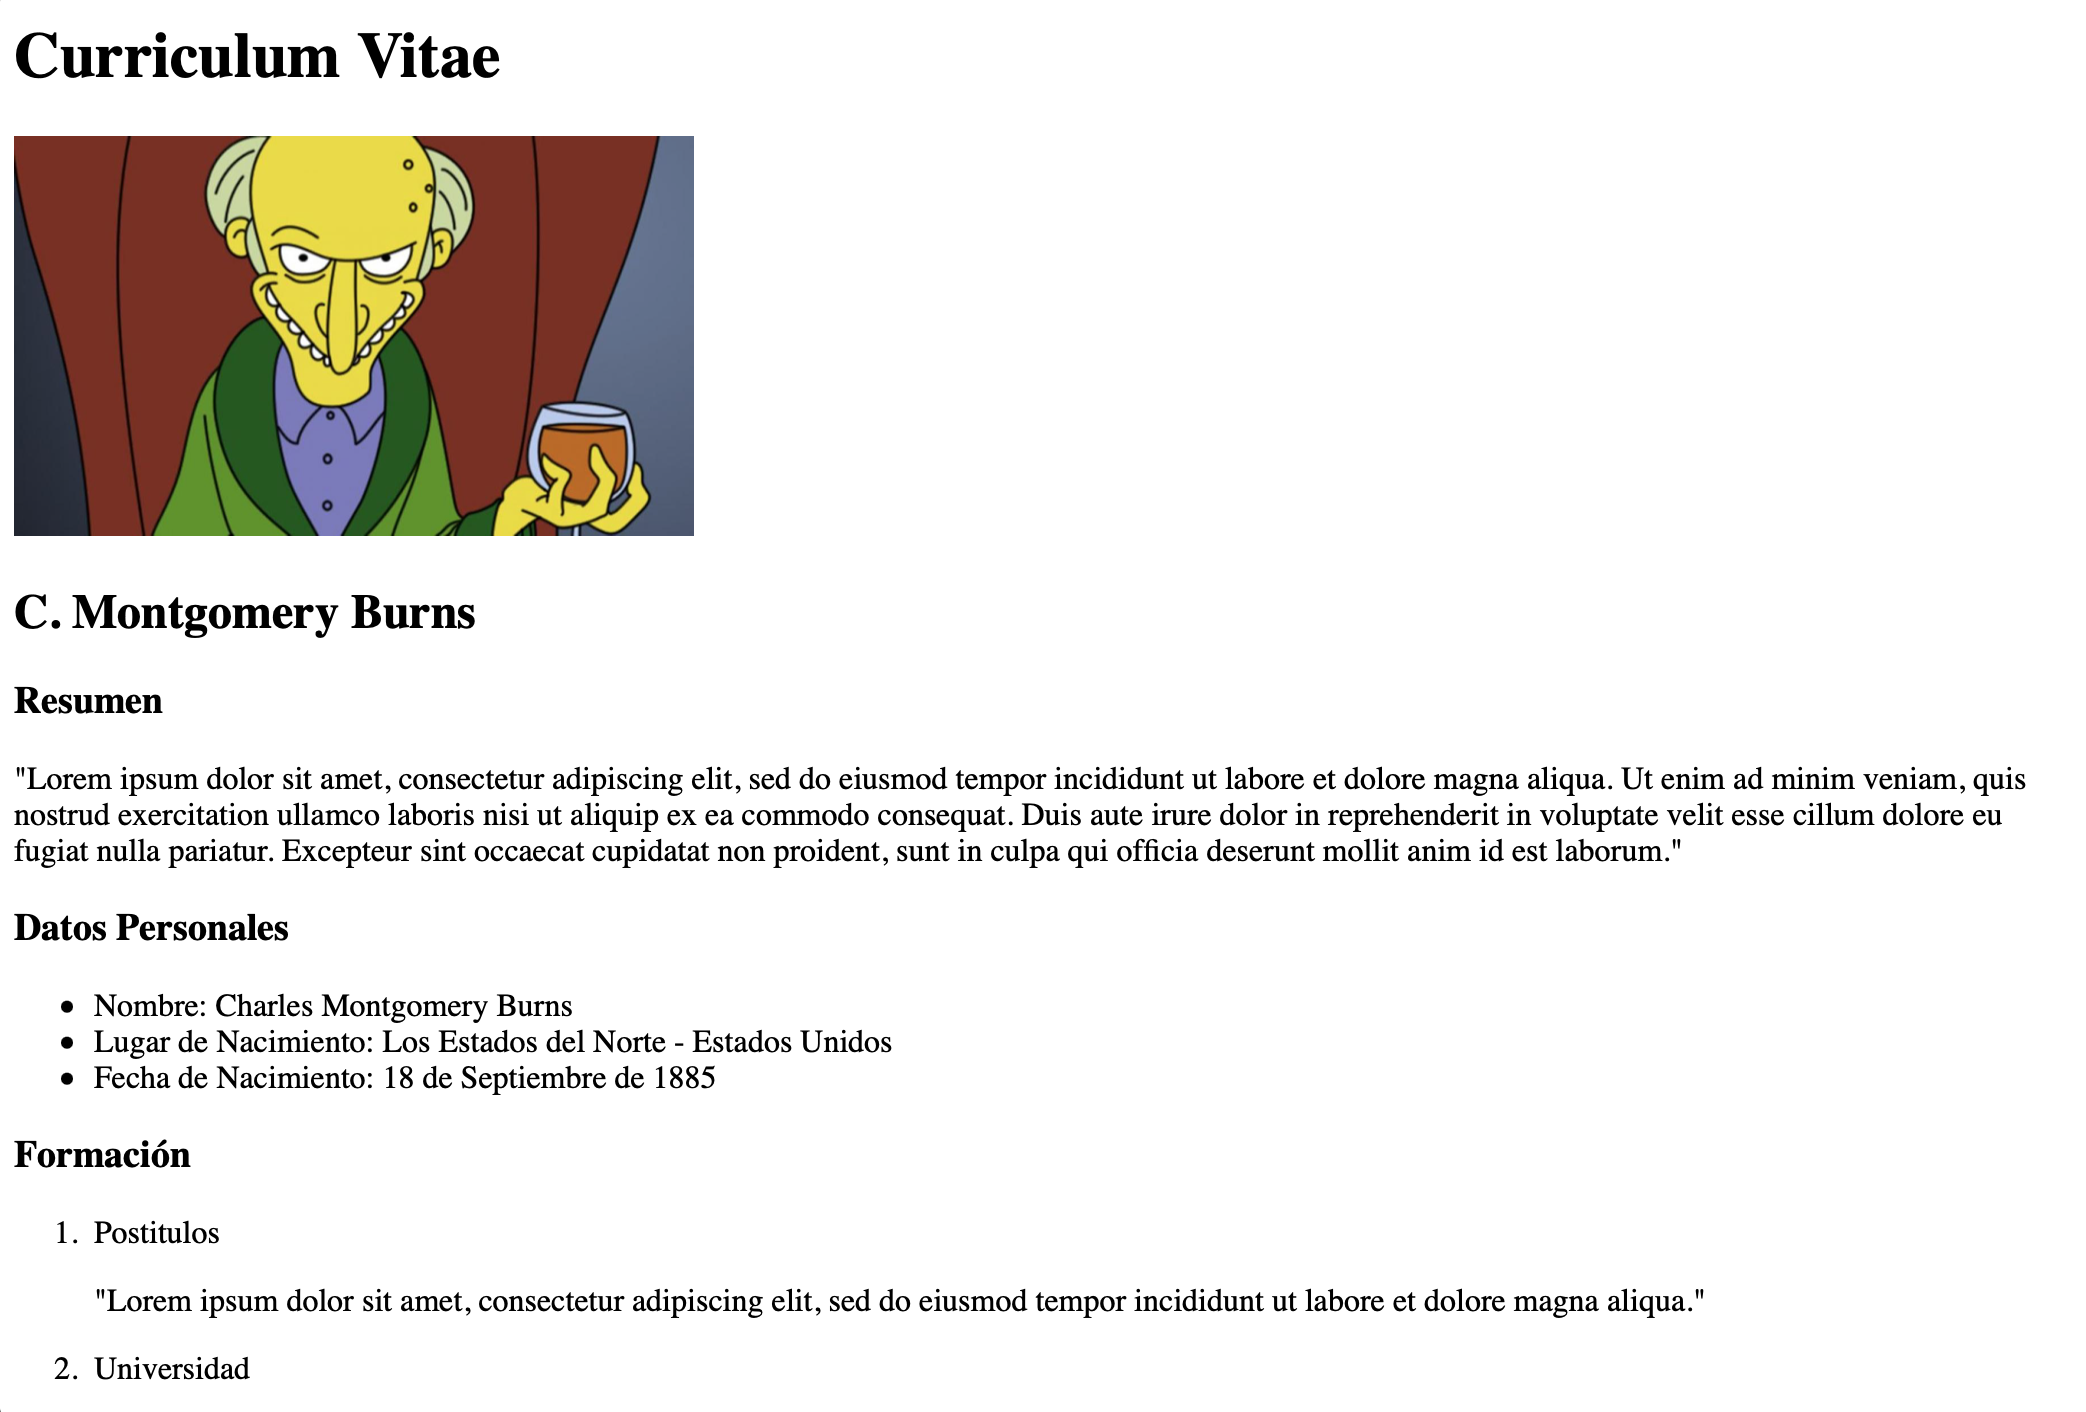 Curriculum Vitae
C. Montgomery Burns
Resumen
"Lorem ipsum dolor sit amet, consectetur adipiscing elit, sed do eiusmod tempor incididunt ut labore et dolore magna aliqua. Ut enim ad minim veniam, quis
nostrud exercitation ullamco laboris nisi ut aliquip ex ea commodo consequat. Duis aute irure dolor in reprehenderit in voluptate velit esse cillum dolore eu
fugiat nulla pariatur. Excepteur sint occaecat cupidatat non proident, sunt in culpa qui officia deserunt mollit anim id est laborum."
Datos Personales
• Nombre: Charles Montgomery Burns
• Lugar de Nacimiento: Los Estados del Norte - Estados Unidos
• Fecha de Nacimiento: 18 de Septiembre de 1885
Formación
1. Postitulos
"Lorem ipsum dolor sit amet, consectetur adipiscing elit, sed do eiusmod tempor incididunt ut labore et dolore magna aliqua."
2. Universidad